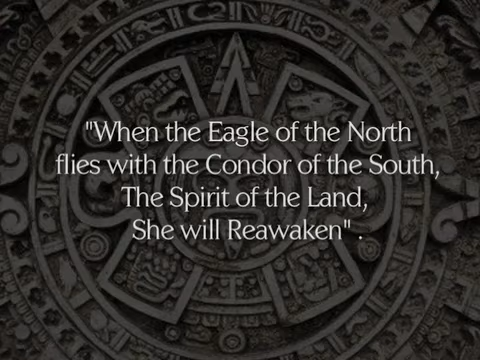 "When the Eagle of the North
flies with the Condor of the South,
The Spirit of the Land,
She will Reawaken" .